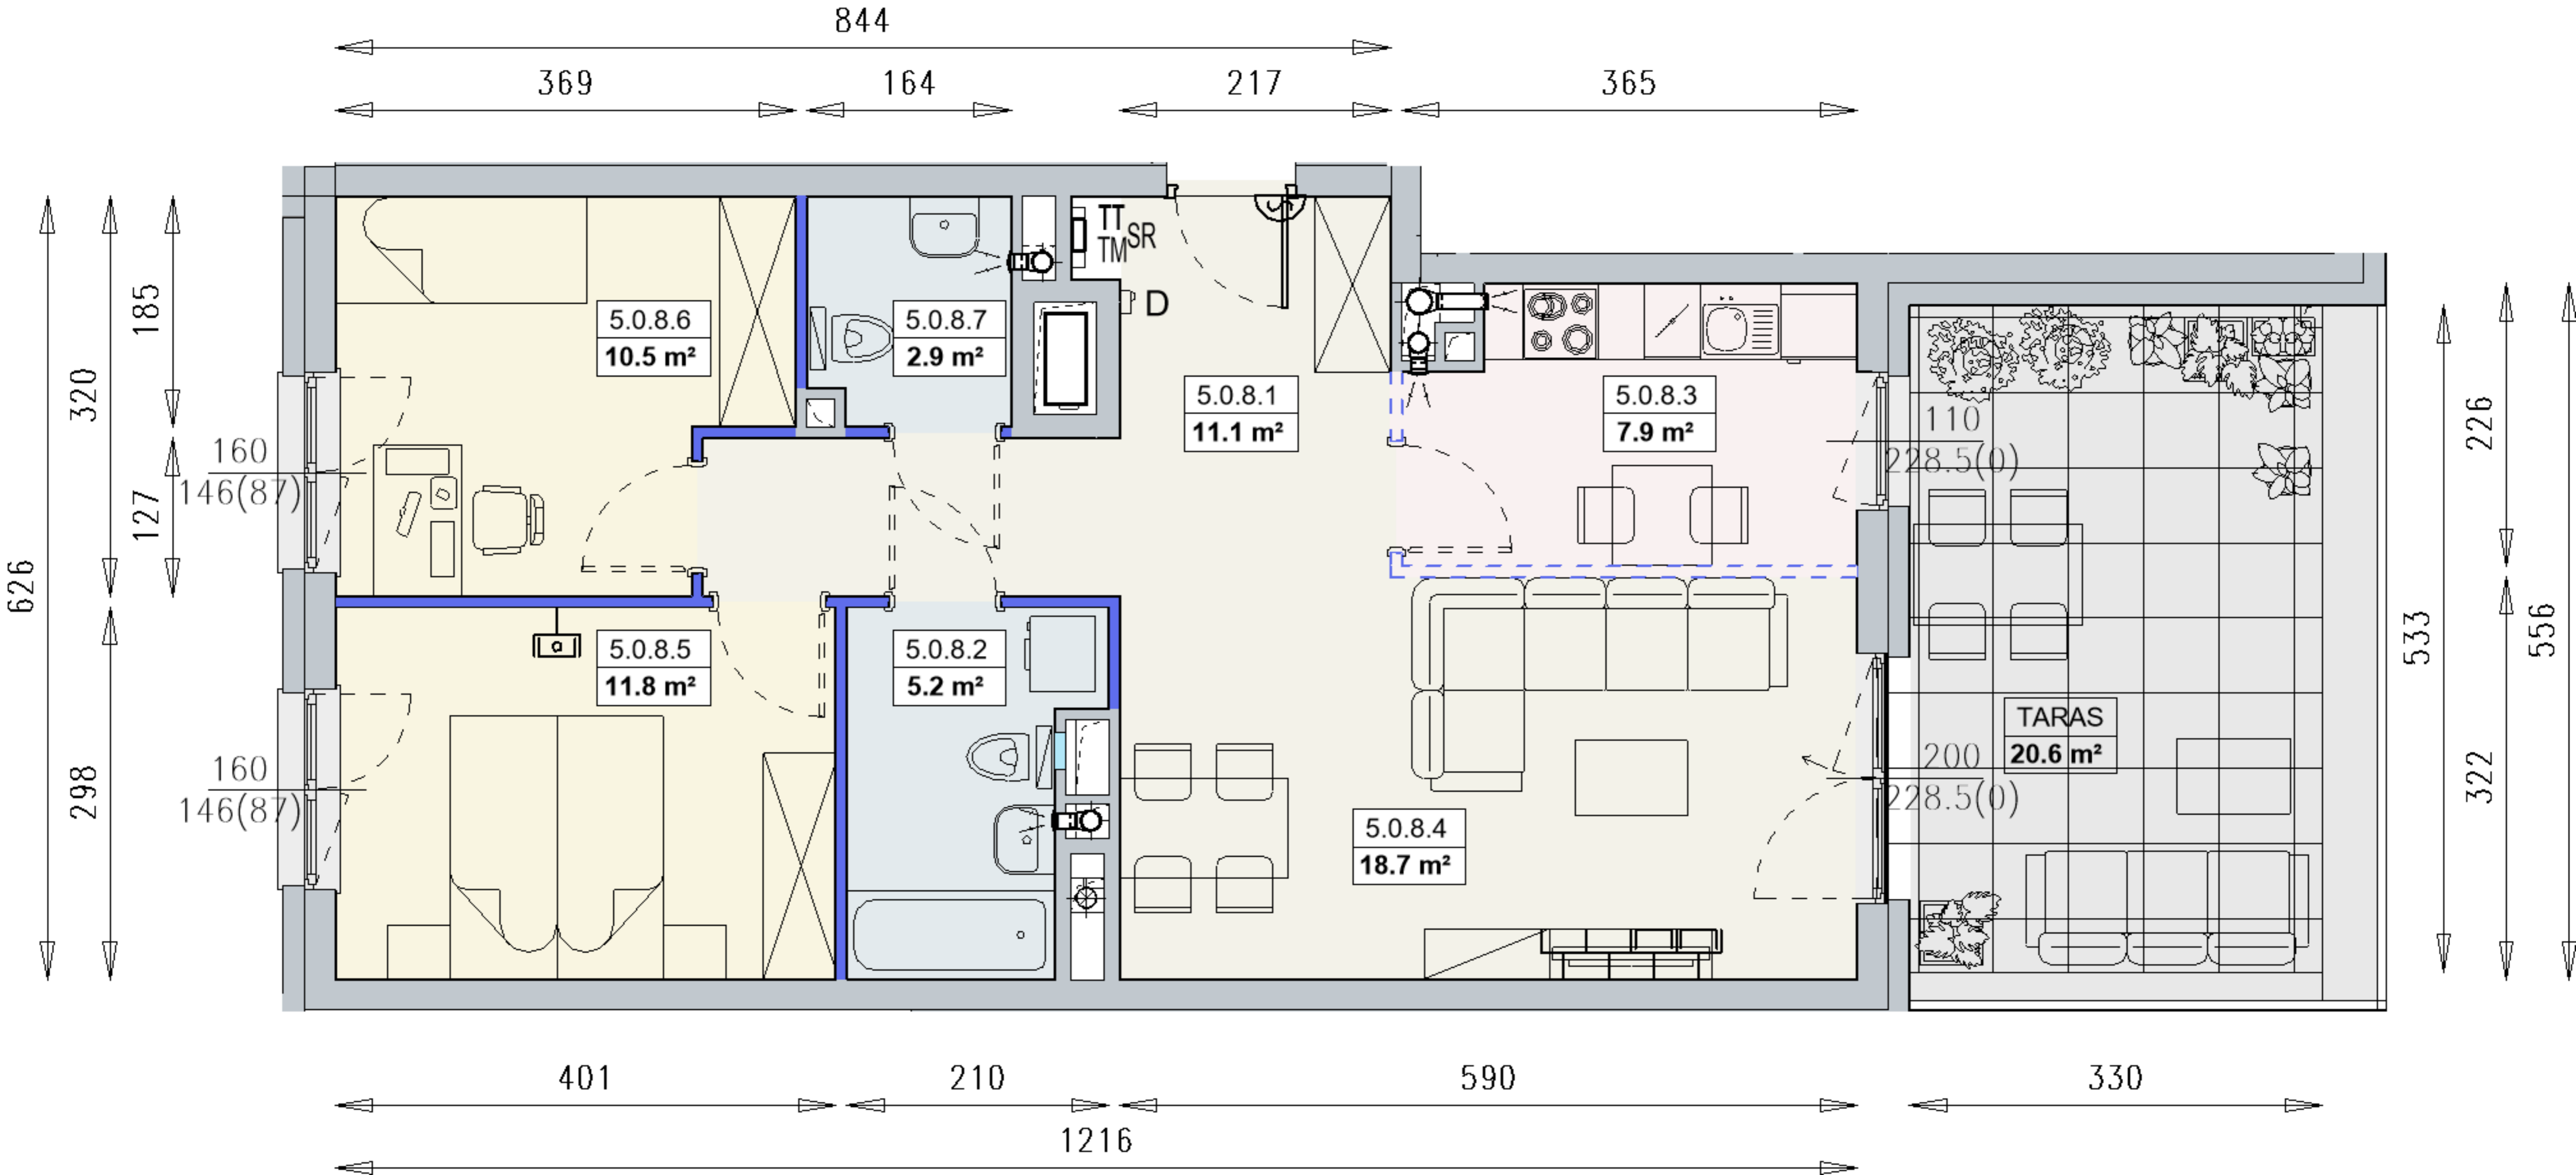 844
369
164
217
365
TT
TM
SR
D
5.0.8.6
10.5 m²
5.0.8.7
2.9 m²
5.0.8.1
11.1 m²
5.0.8.3
7.9 m²
185
320
127
626
298
160
146(87)
160
146(87)
110
228.5(0)
226
533
556
322
5.0.8.5
11.8 m²
5.0.8.2
5.2 m²
5.0.8.4
18.7 m²
TARAS
20.6 m²
200
228.5(0)
401
210
590
330
1216